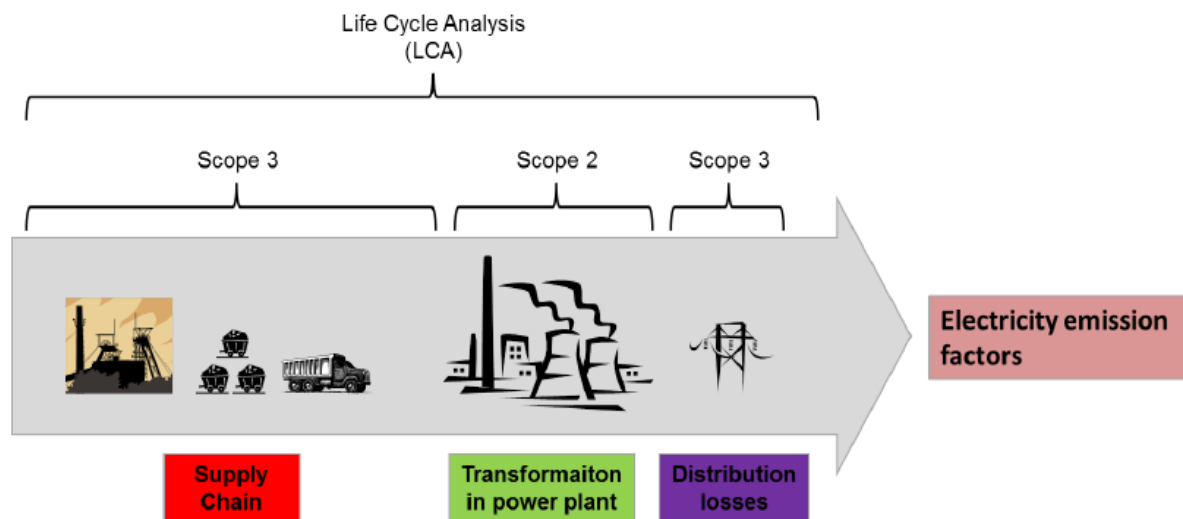 Life Cycle Analysis
(LCA)
Scope 3
Scope 2
Scope 3
Electricity emission
factors
Supply
Chain
Transformaiton
in power plant
Distribution
losses